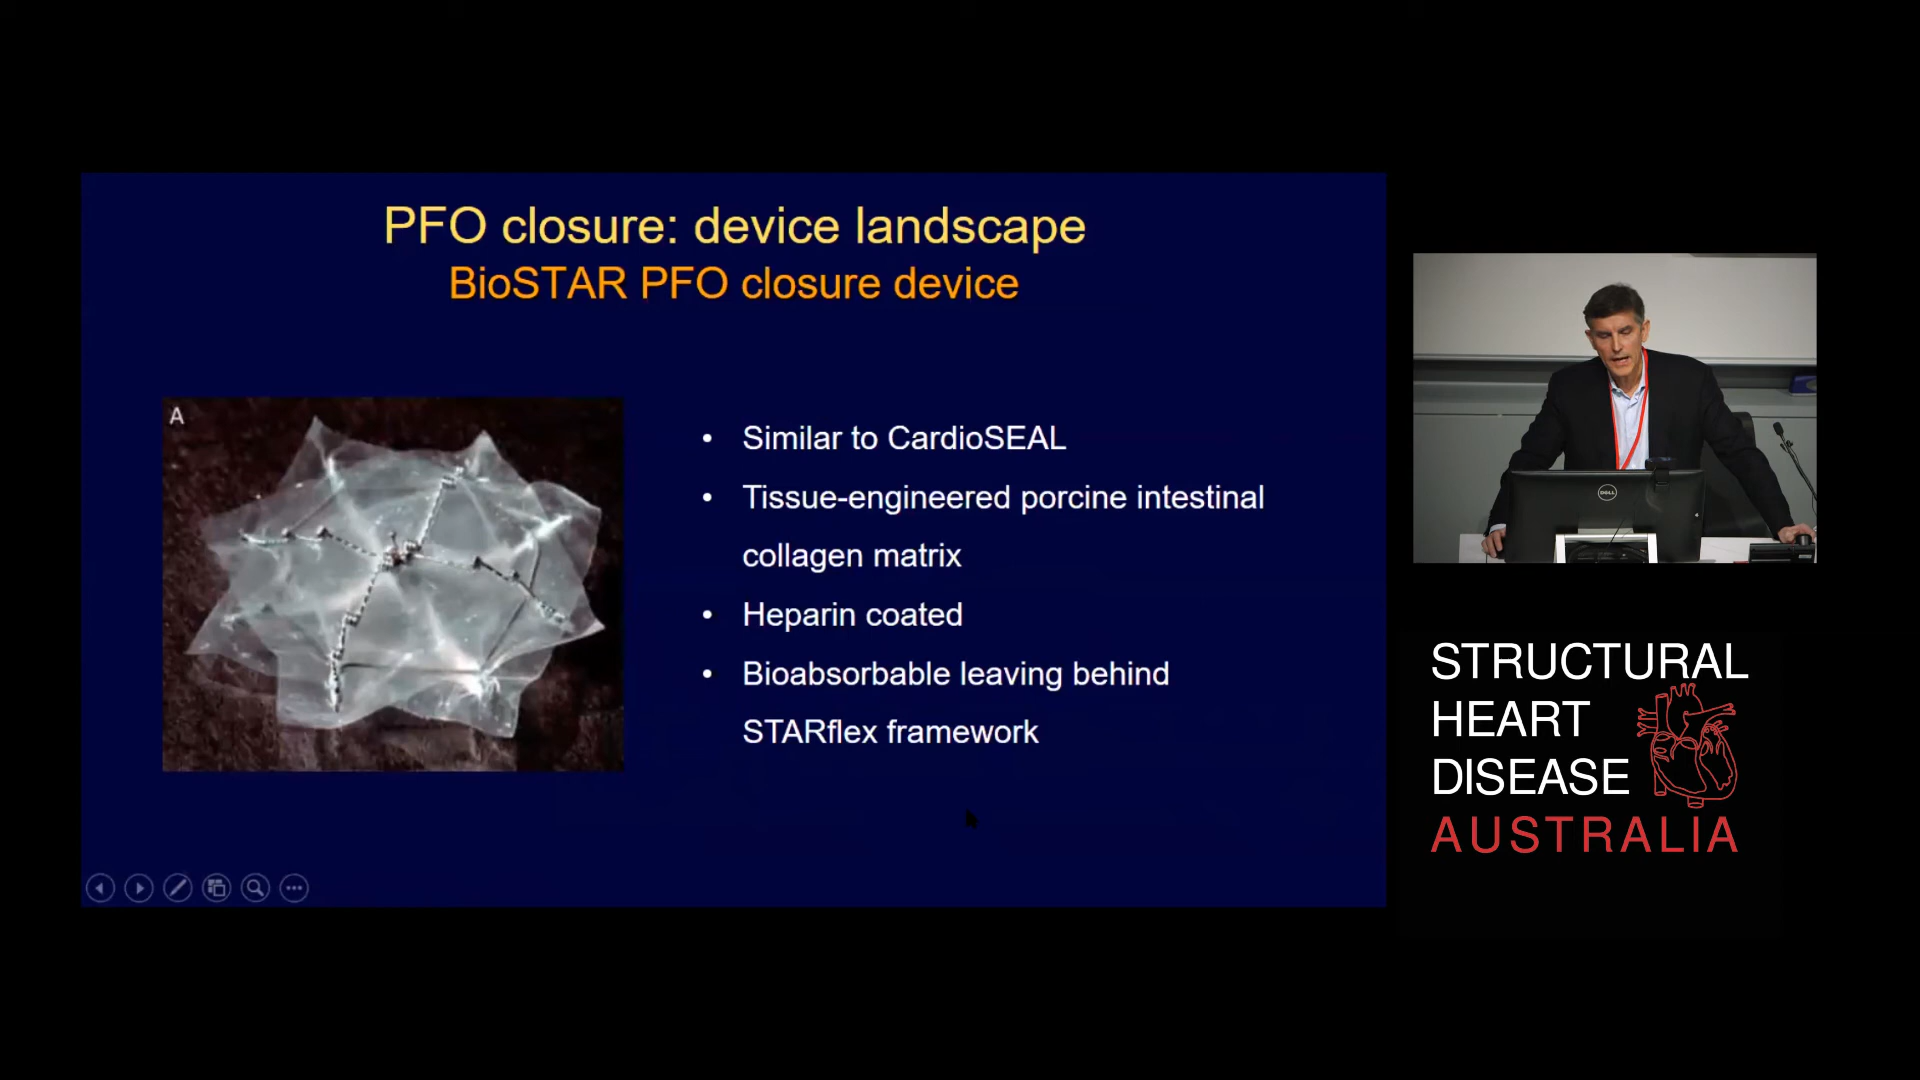 PFO closure: device landscape
BioSTAR PFO closure device
A
• Similar to CardioSEAL
• Tissue-engineered porcine intestinal
collagen matrix
• Heparin coated
• Bioabsorbable leaving behind
STARflex framework
DELL
STRUCTURAL
HEART
DISEASE
AUSTRALIA